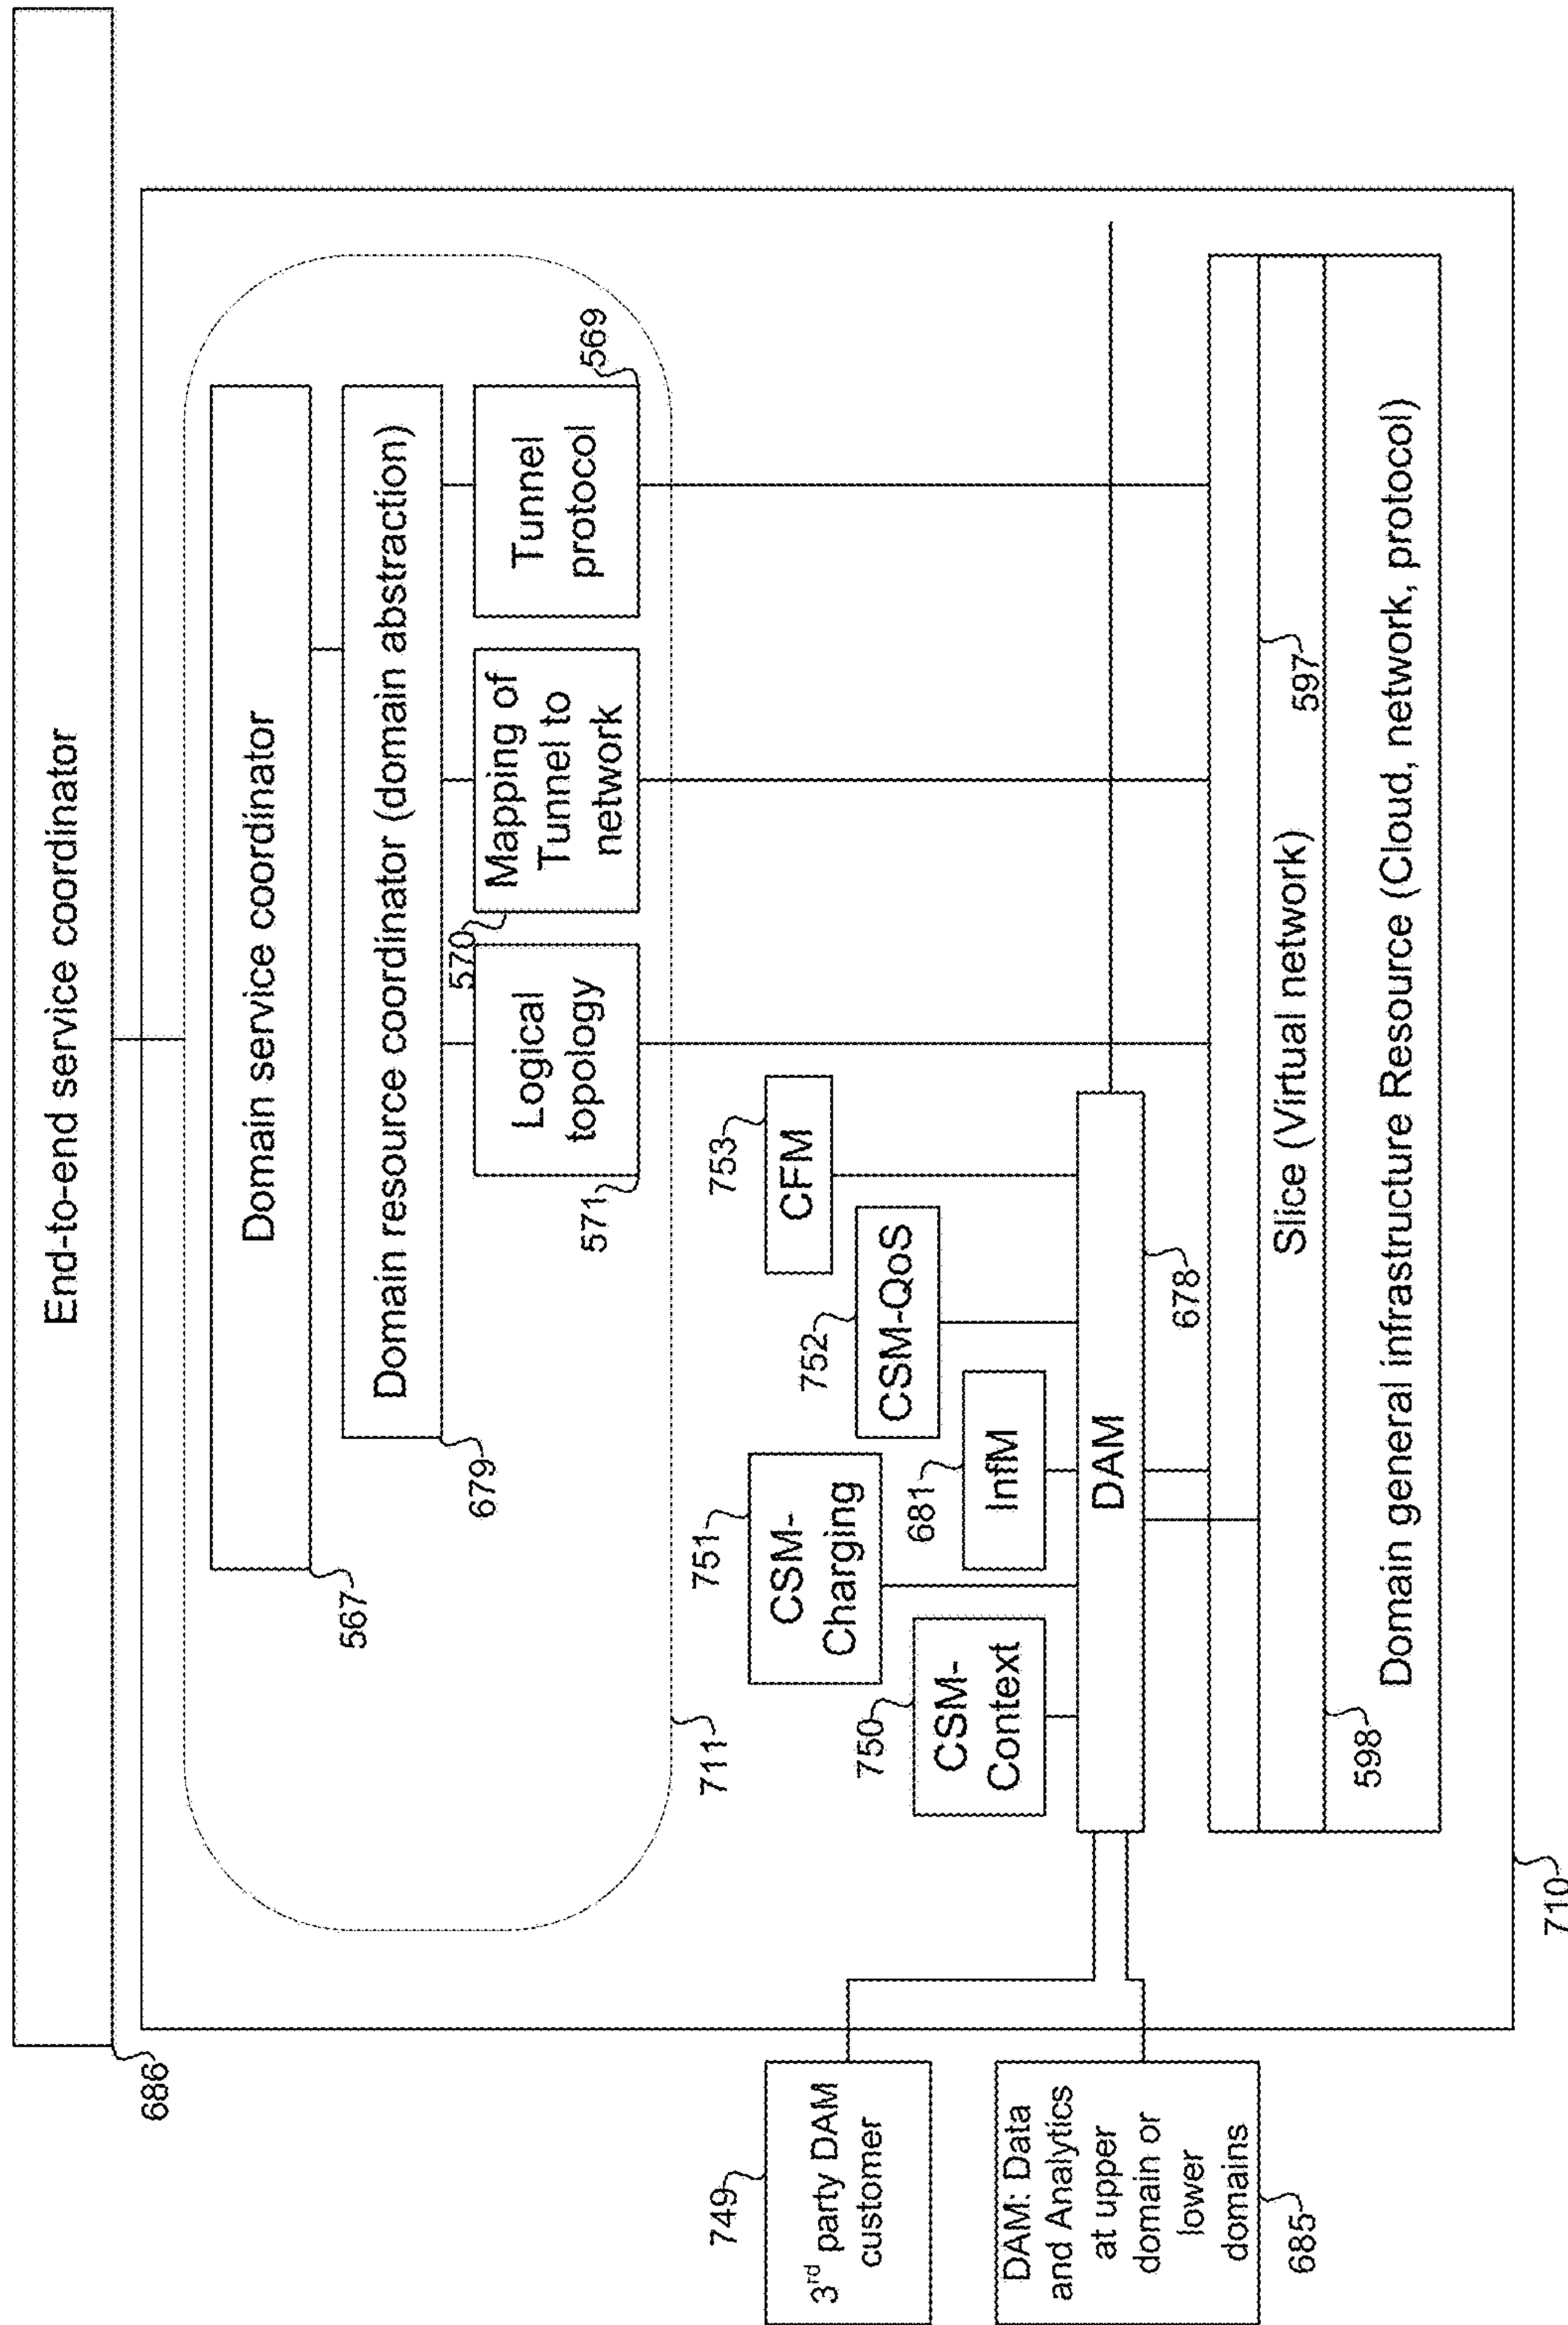 End-to-end service coordinator
686
Domain service coordinator
567
Domain resource coordinator (domain abstraction)
679
570
Logical
topology
571
Mapping of
Tunnel to
network
Tunnel
protocol
569
711
749
3rd party DAM
customer
DAM: Data
and Analytics
at upper
domain or
lower
domains
685
750
CSM-
Context
751
CSM-
Charging
681
InfM
752
CSM-QoS
753
CFM
DAM
678
Slice (Virtual network)
597
598
Domain general infrastructure Resource (Cloud, network, protocol)
710